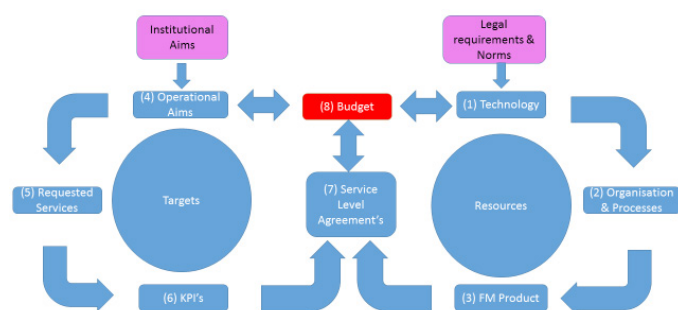 Institutional
Aims
Legal
requirements &
Norms
(4) Operational
Aims
(8) Budget
(1) Technology
(5) Requested
Services
Targets
(7) Service
Level
Agreement's
Resources
(2) Organisation
& Processes
(6) KPI's
(3) FM Product